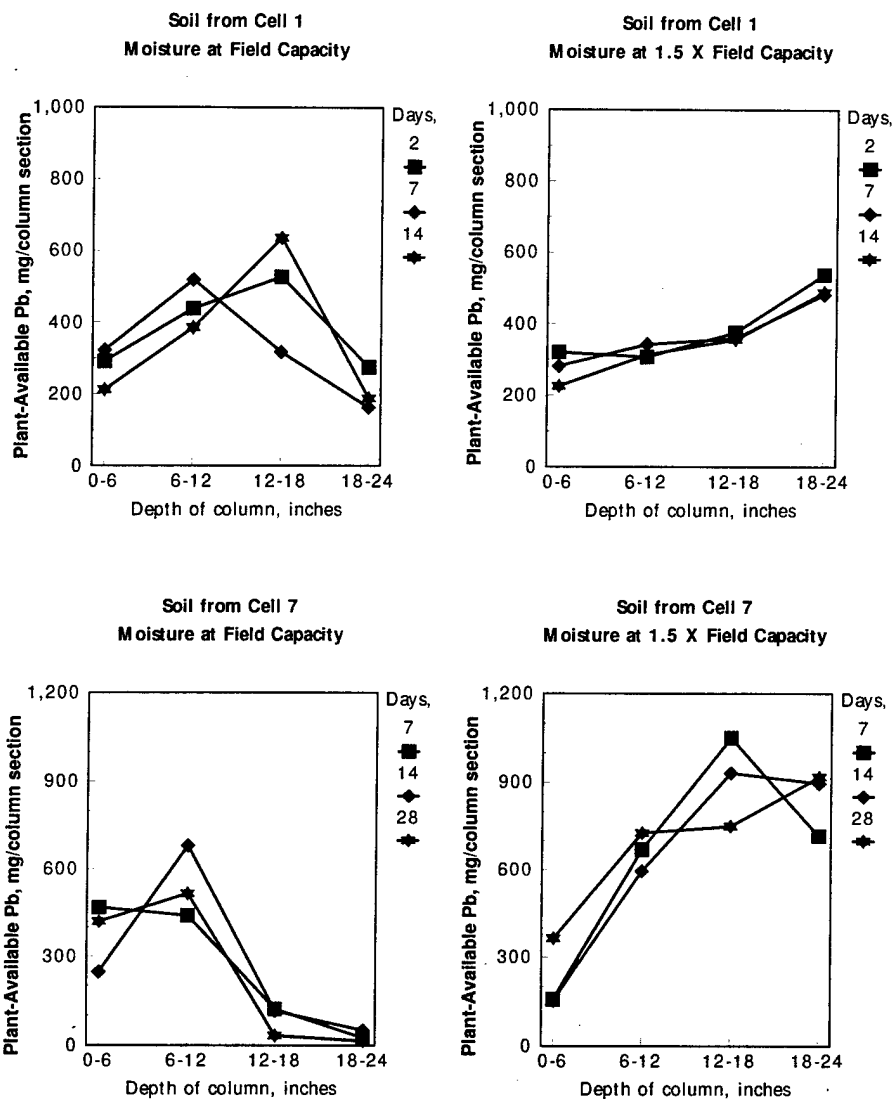 Soil from Cell 1
Moisture at Field Capacity
Plant-Available Pb, mg/column section
1,000
800
600
400
200
0
0-6
6-12
12-18
18-24
Depth of column, inches
Days,
2
7
14
Soil from Cell 1
Moisture at 1.5 X Field Capacity
Plant-Available Pb, mg/column section
1,000
800
600
400
200
0
0-6
6-12
12-18
18-24
Depth of column, inches
Days,
2
7
14
Soil from Cell 7
Moisture at Field Capacity
Plant-Available Pb, mg/column section
1,200
900
600
300
0
0-6
6-12
12-18
18-24
Depth of column, inches
Days,
7
14
28
Soil from Cell 7
Moisture at 1.5 X Field Capacity
Plant-Available Pb, mg/column section
1,200
900
600
300
0
0-6
6-12
12-18
18-24
Depth of column, inches
Days,
7
14
28